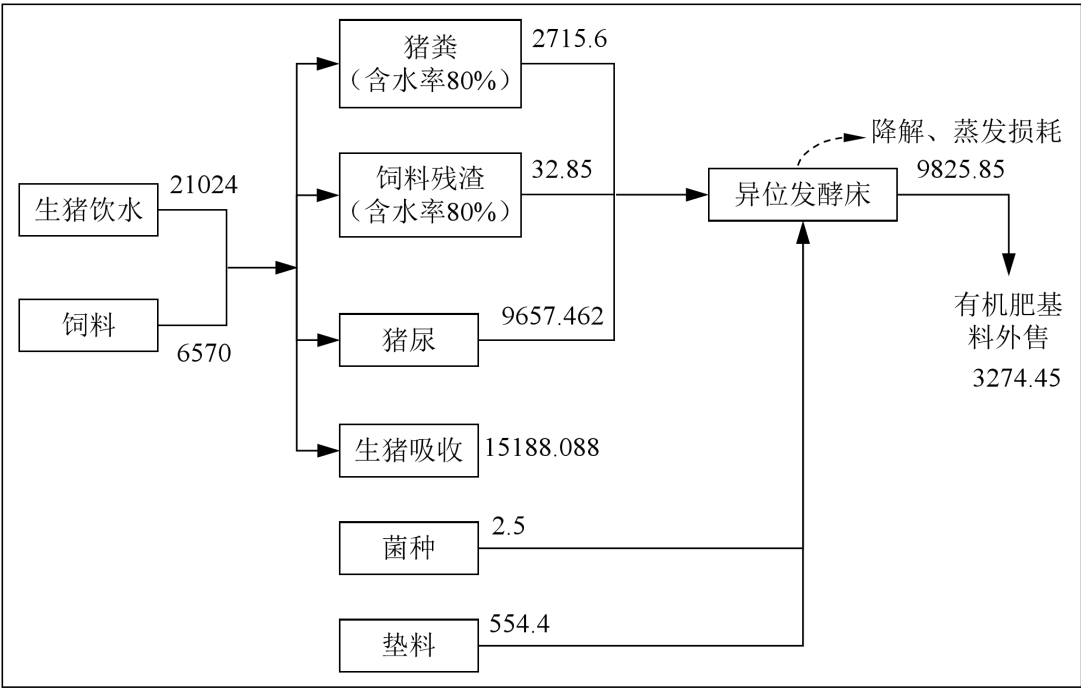 猪粪
（含水率80%）
2715.6
降解、蒸发损耗
9825.85
生猪饮水
21024
饲料残渣
（含水率80%）
32.85
异位发酵床
饲料
6570
猪尿
9657.462
有机肥基
料外售
3274.45
生猪吸收
15188.088
菌种
2.5
垫料
554.4